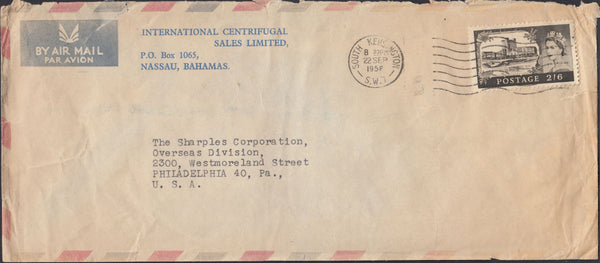 BY AIR MAIL
PAR AVION
INTERNATIONAL CENTRIFUGAL
SALES LIMITED,
P.O. Box 1065,
NASSAU, BAHAMAS.
SOUTH KENSINGTON
22 SEP
S.W.
POSTAGE 2/6
The Sharples Corporation,
Overseas Division,
2300, Westmoreland Street
PHILADELPHIA 40, Pa.,
U. S. A.